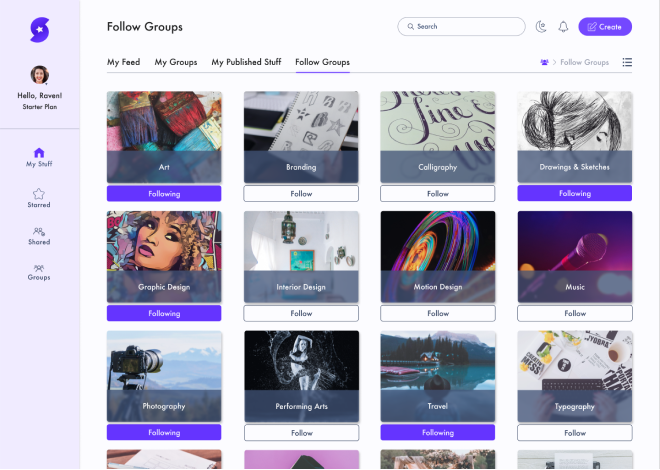 Follow Groups
Search
Create
Hello, Raven!
Starter Plan
My Stuff
Starred
Shared
Groups
My Feed
My Groups
My Published Stuff
Follow Groups
Follow Groups
Art
Branding
Calligraphy
Drawings & Sketches
Following
Follow
Follow
Following
Graphic Design
Interior Design
Motion Design
Music
Following
Follow
Follow
Follow
Photography
Performing Arts
Travel
Typography
Following
Follow
Following
Follow